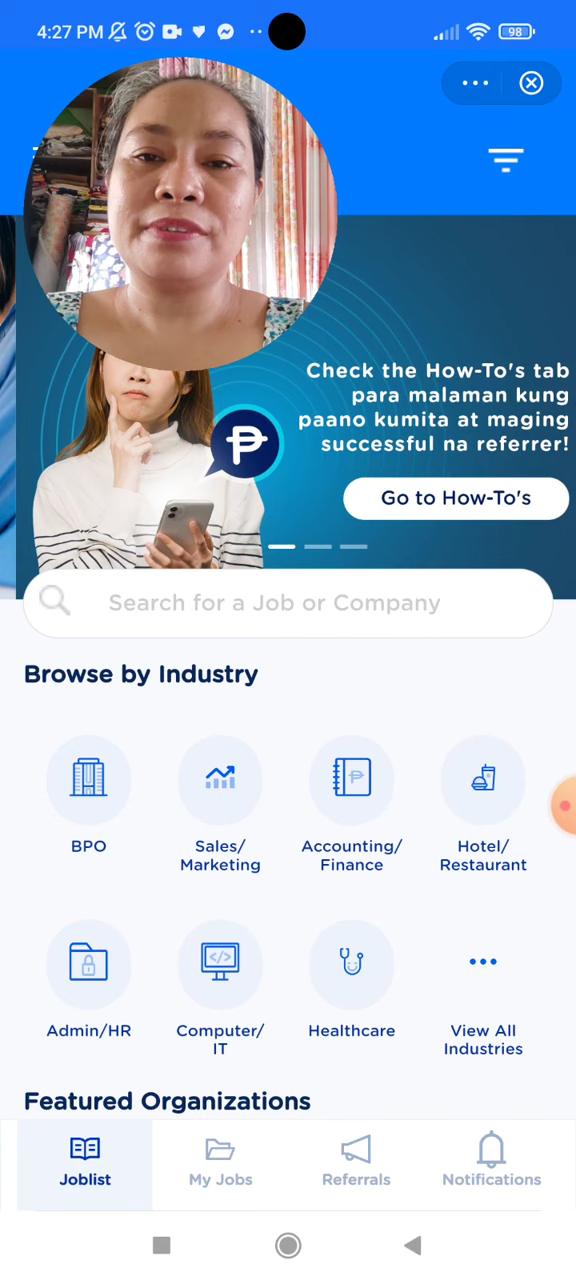 4:27 PM
98
Check the How-To's tab
para malaman kung
paano kumita at maging
successful na referrer!
Go to How-To's
Search for a Job or Company
Browse by Industry
BPO
Sales/
Marketing
Accounting/
Finance
Hotel/
Restaurant
Admin/HR
Computer/
IT
Healthcare
View All
Industries
Featured Organizations
Joblist
My Jobs
Referrals
Notifications